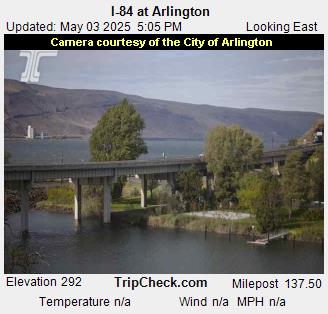 I-84 at Arlington
Updated: May 03 2025 5:05 PM Looking East
Camera courtesy of the City of Arlington
Elevation 292 TripCheck.com Milepost 137.50
Temperature n/a Wind n/a MPH n/a